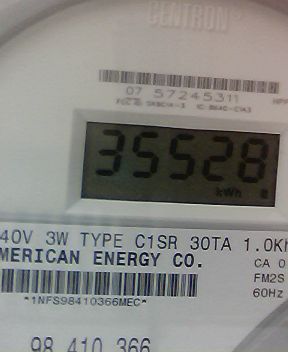 CENTRON®
07 57245311
35528
kWh
40V 3W TYPE C1SR 30TA 1.0Kh
MERICAN ENERGY CO.
CA 0
FM2S
60Hz
*1NFS98410366MEC*
98 410 366